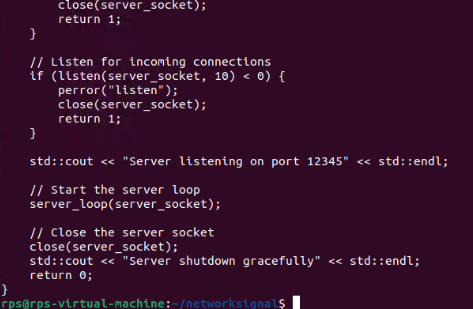 close(server_socket);
        return 1;
    }

    // Listen for incoming connections
    if (listen(server_socket, 10) < 0) {
        perror("listen");
        close(server_socket);
        return 1;
    }

    std::cout << "Server listening on port 12345" << std::endl;

    // Start the server loop
    server_loop(server_socket);

    // Close the server socket
    close(server_socket);
    std::cout << "Server shutdown gracefully" << std::endl;
    return 0;
}
rps@rps-virtual-machine:~/networksignal$